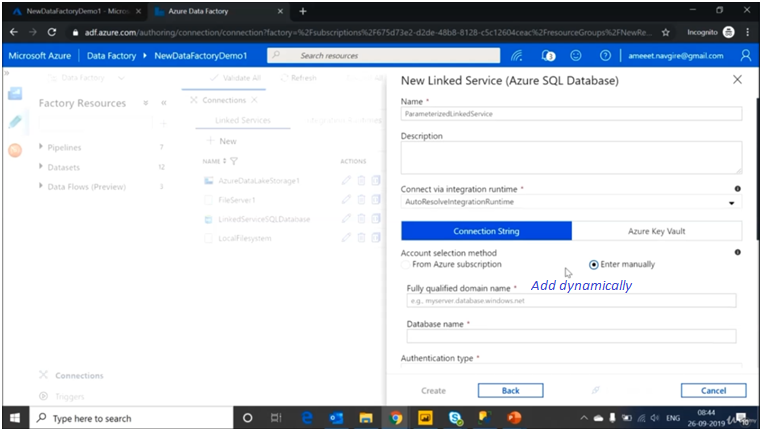 NewDataFactoryDemo1 - Micros
Azure Data Factory
adf.azure.com/authoring/connection/connection?factory=%2Fsubscriptions%2F675d73e2-d2de-48b8-8128-c5c12604ceac%2FresourceGroups%2FNewRe...
Incognito
Microsoft Azure
Data Factory
NewDataFactoryDemo1
Search resources
ameeet.navgire@gmail.com
Data Factory
Validate All
Refresh
New Linked Service (Azure SQL Database)
Factory Resources
Connections
Name *
ParameterizedLinkedService
Linked Services
Description
Pipelines 7
New
Datasets 12
NAME
ACTIONS
Data Flows (Preview) 3
AzureDataLakeStorage1
FileServer1
LinkedServiceSQLDatabase
LocalFilesystem
Connect via integration runtime *
AutoResolveIntegrationRuntime
Connection String
Azure Key Vault
Account selection method
From Azure subscription
Enter manually
Add dynamically
Fully qualified domain name *
e.g., myserver.database.windows.net
Database name *
Authentication type *
Connections
Triggers
Create
Back
Cancel
Type here to search
ENG
08:44
26-09-2019